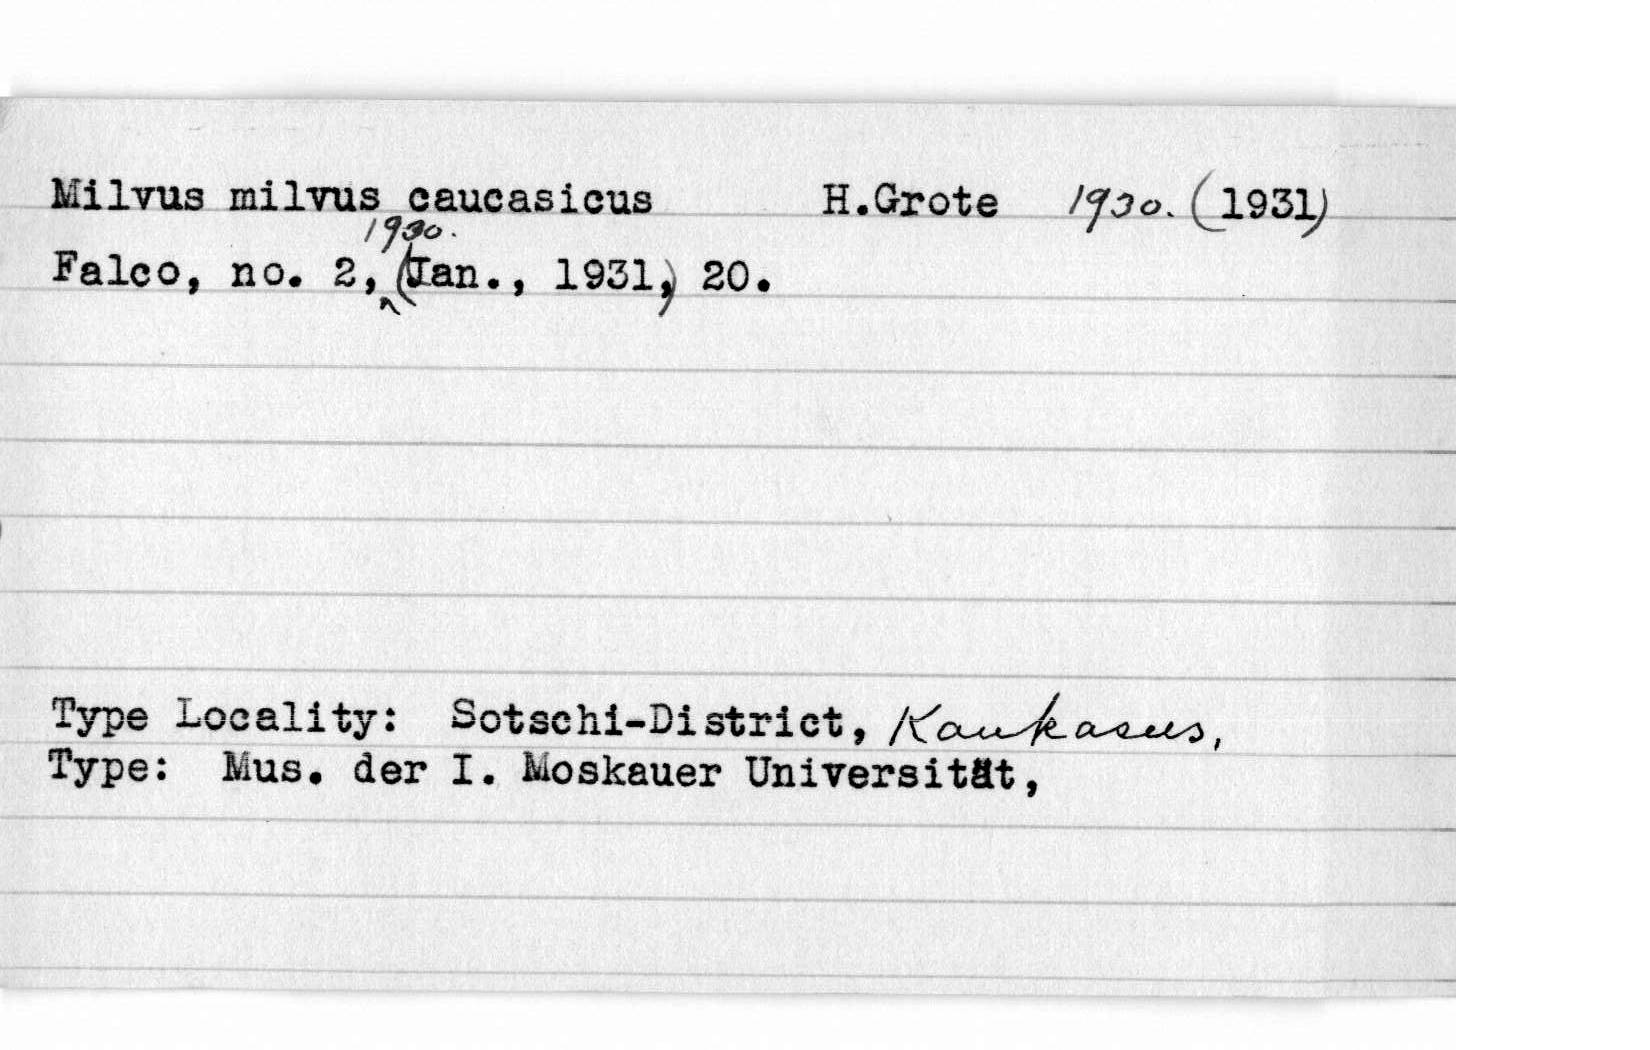 Milvus milvus caucasicus H.Grote 1930. (1931)
Falco, no. 2, 1930. (Jan., 1931,) 20.
Type Locality: Sotschi-District, Kaukasus,
Type: Mus. der I. Moskauer Universität,